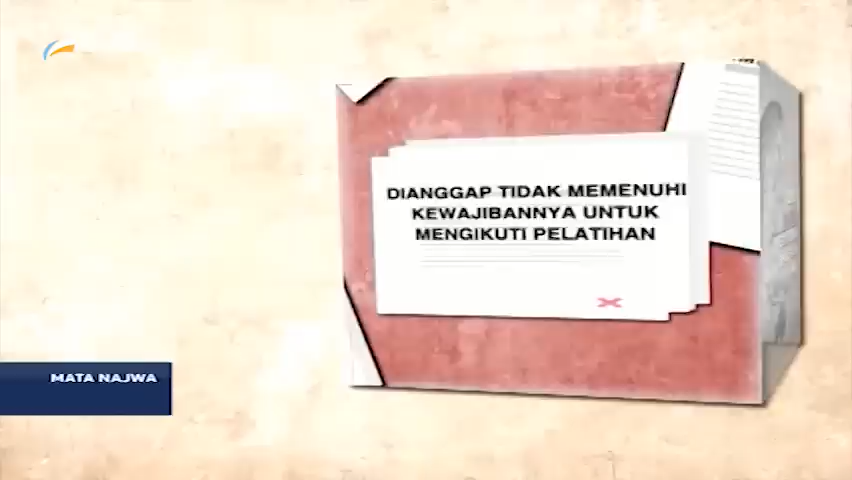 DIANGGAP TIDAK MEMENUHI
KEWAJIBANNYA UNTUK
MENGIKUTI PELATIHAN
MATA NAJWA